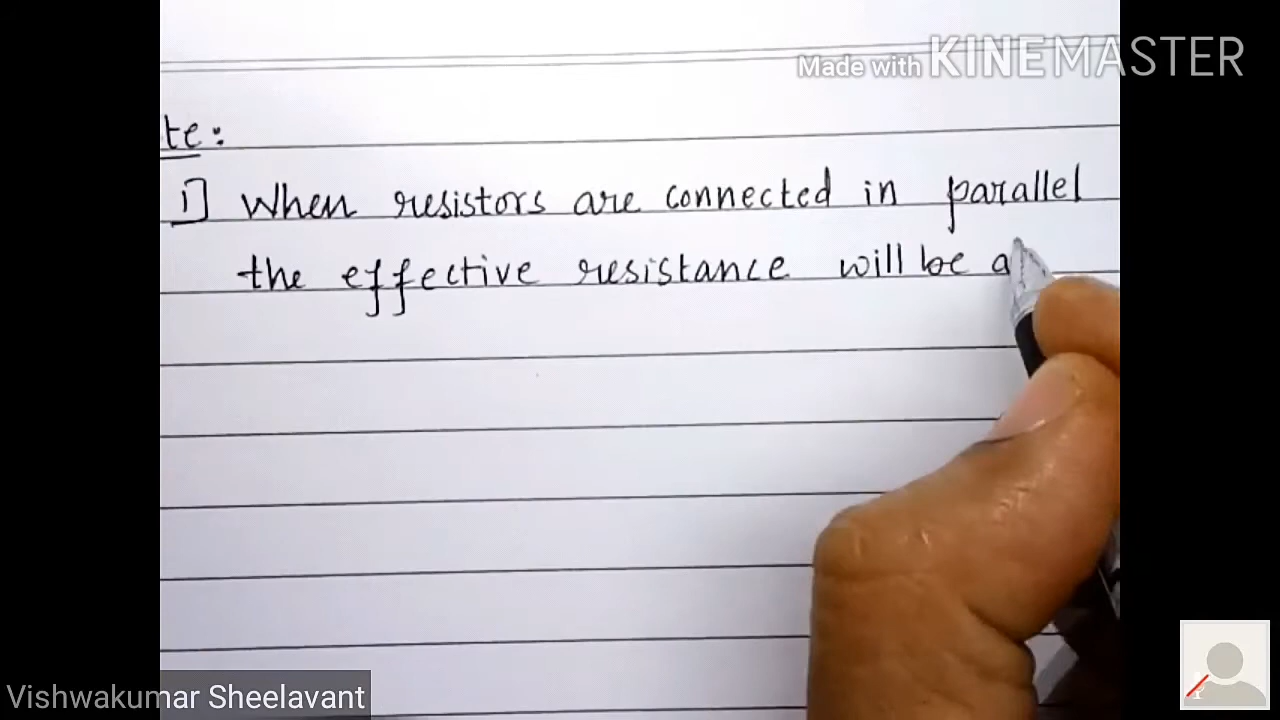 Made with KINEMASTER
te:
1] When resistors are connected in parallel
the effective resistance will be a
Vishwakumar Sheelavant